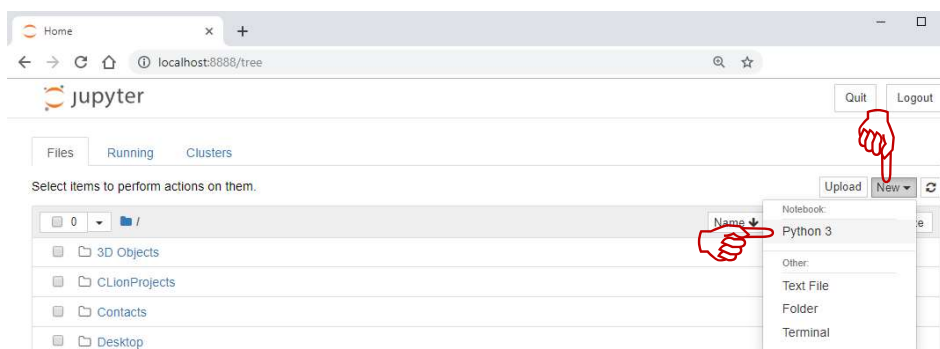 Home
localhost:8888/tree
jupyter
Quit Logout
Files Running Clusters
Select items to perform actions on them.
Upload New
0 /
Name
Notebook:
Python 3
3D Objects
Other:
CLionProjects
Text File
Contacts
Folder
Desktop
Terminal